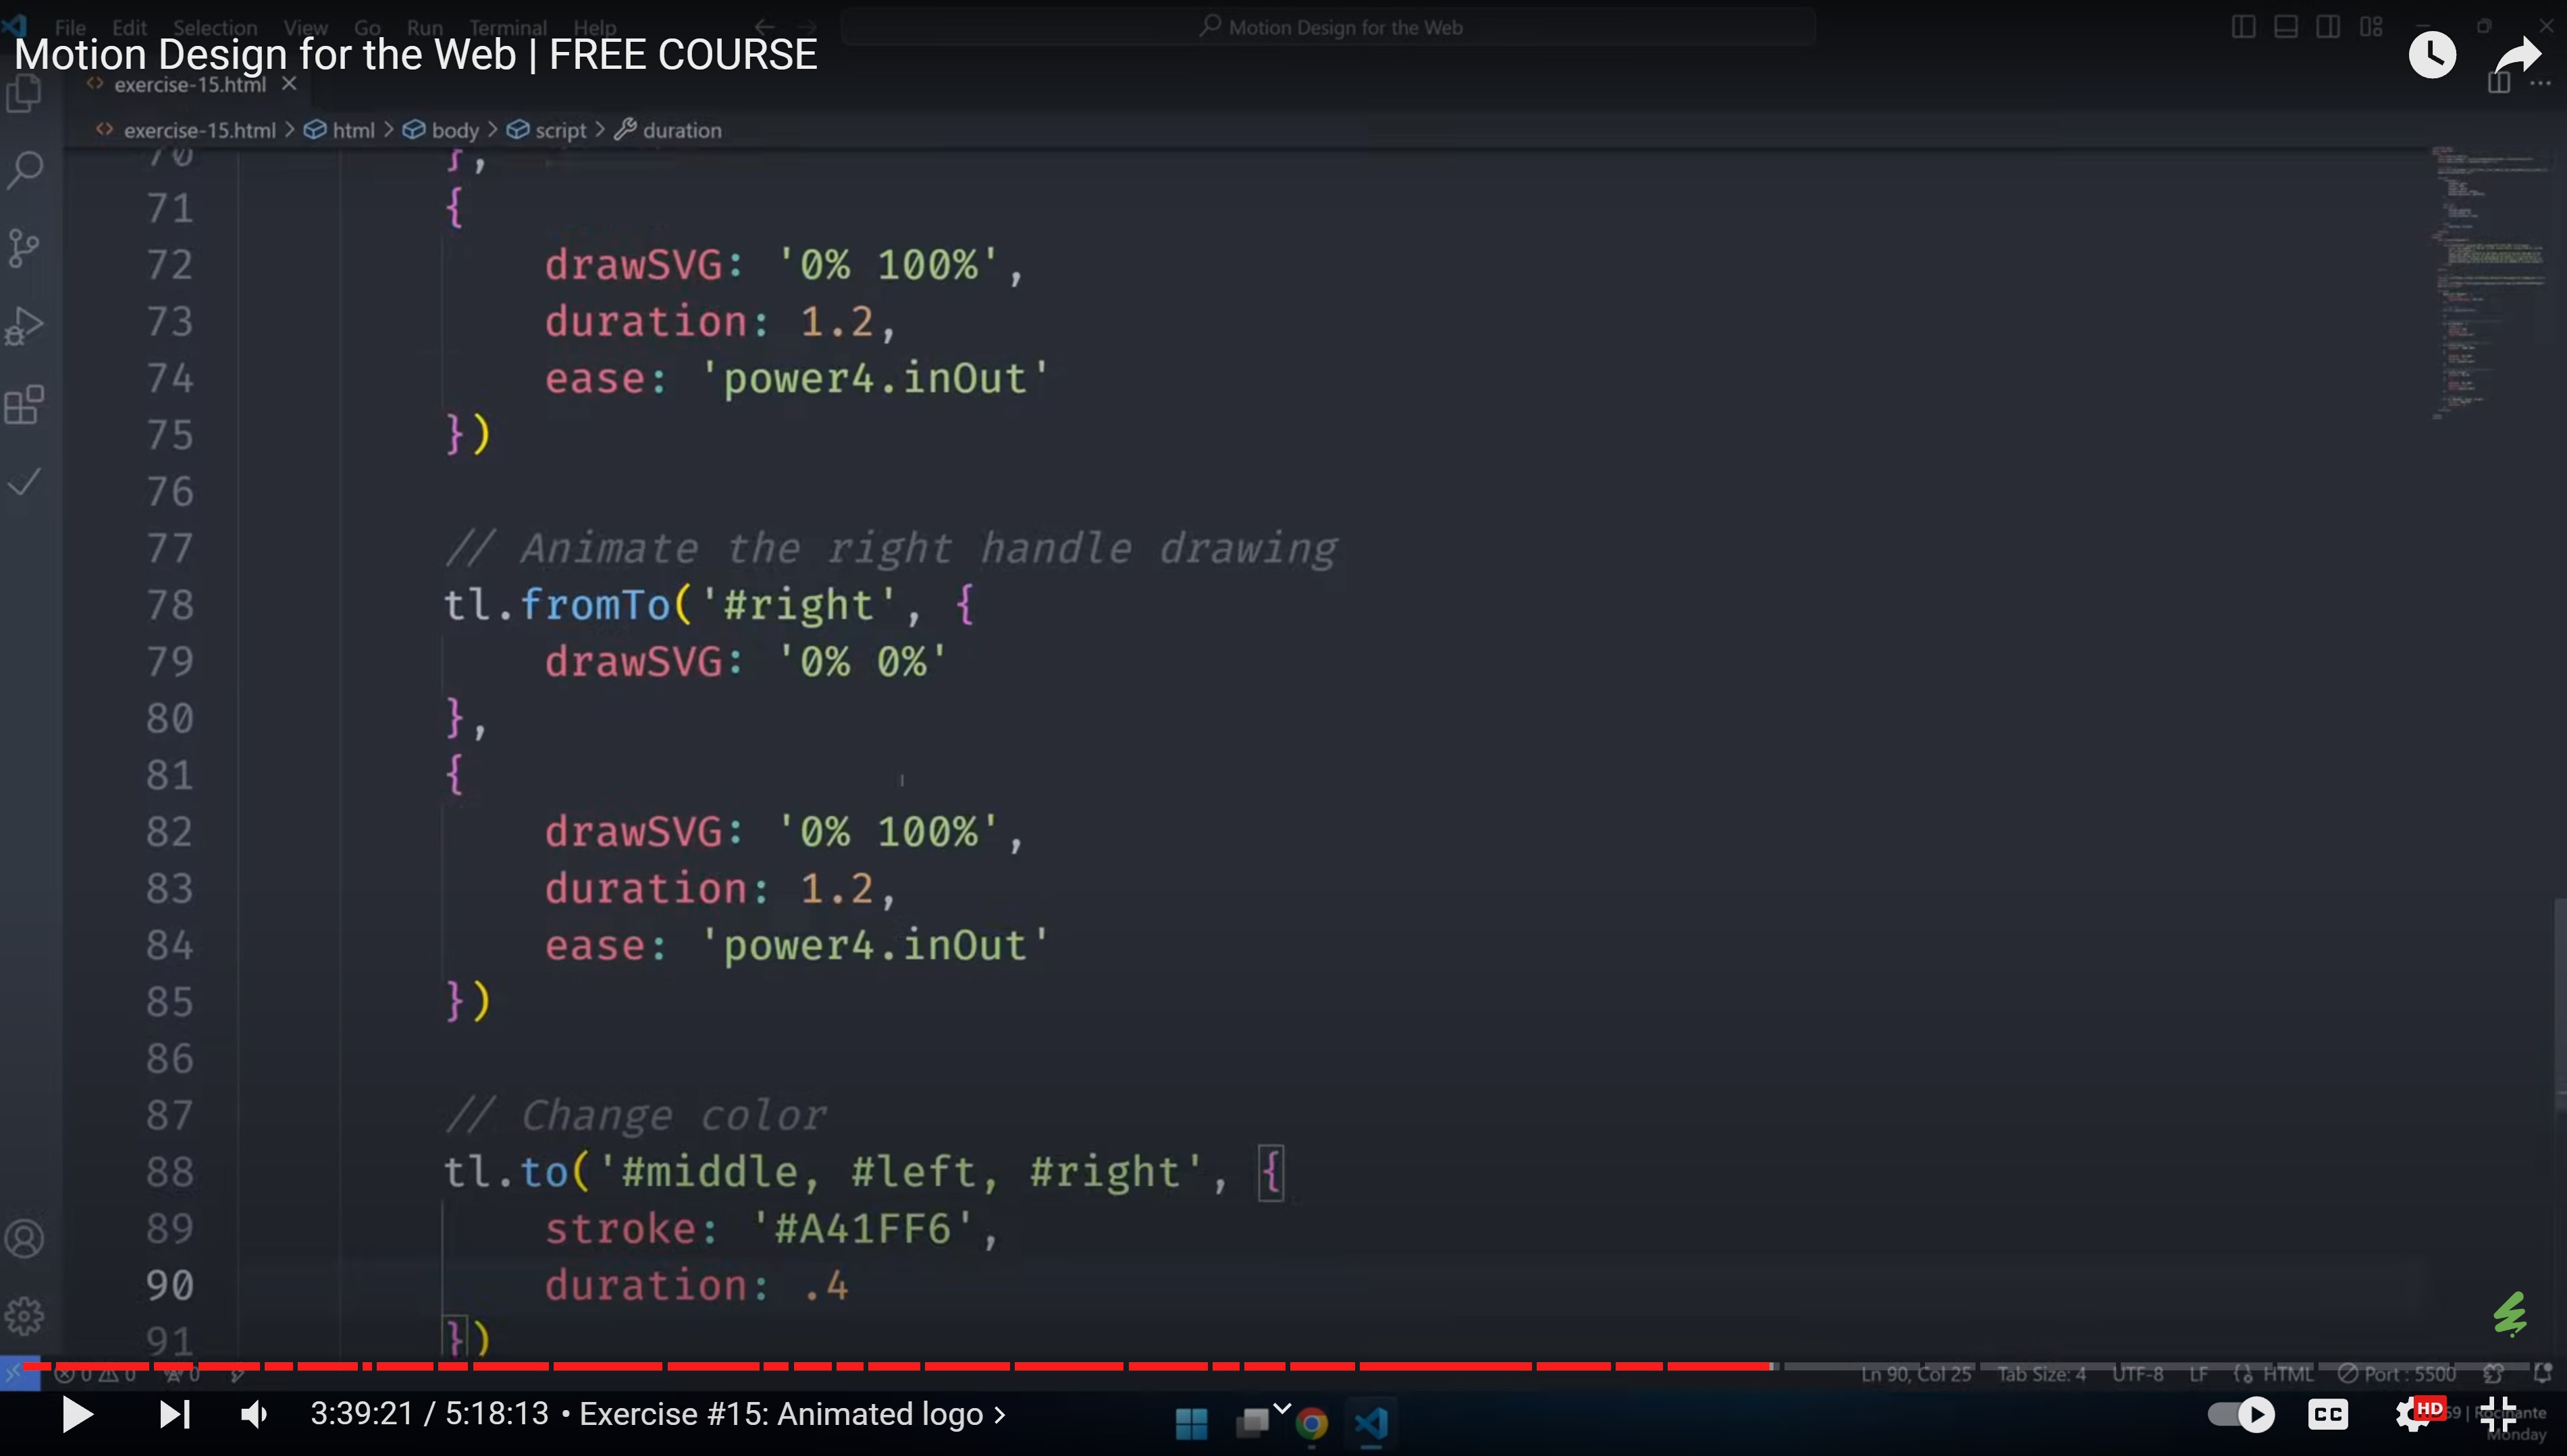 File Edit Selection View Go Run Terminal Help
Motion Design for the Web
Motion Design for the Web | FREE COURSE
exercise-15.html
exercise-15.html > html > body > script > duration
70 },
71 {
72 drawSVG: '0% 100%',
73 duration: 1.2,
74 ease: 'power4.inOut'
75 })
76
77 // Animate the right handle drawing
78 tl.fromTo('#right', {
79 drawSVG: '0% 0%'
80 },
81 {
82 drawSVG: '0% 100%',
83 duration: 1.2,
84 ease: 'power4.inOut'
85 })
86
87 // Change color
88 tl.to('#middle, #left, #right', {
89 stroke: '#A41FF6',
90 duration: .4
91 })
0 0 0 Ln 90, Col 25 Tab Size: 4 UTF-8 LF HTML Port : 5500
3:39:21 / 5:18:13 • Exercise #15: Animated logo >
CC HD 59 | Rocinante
Monday